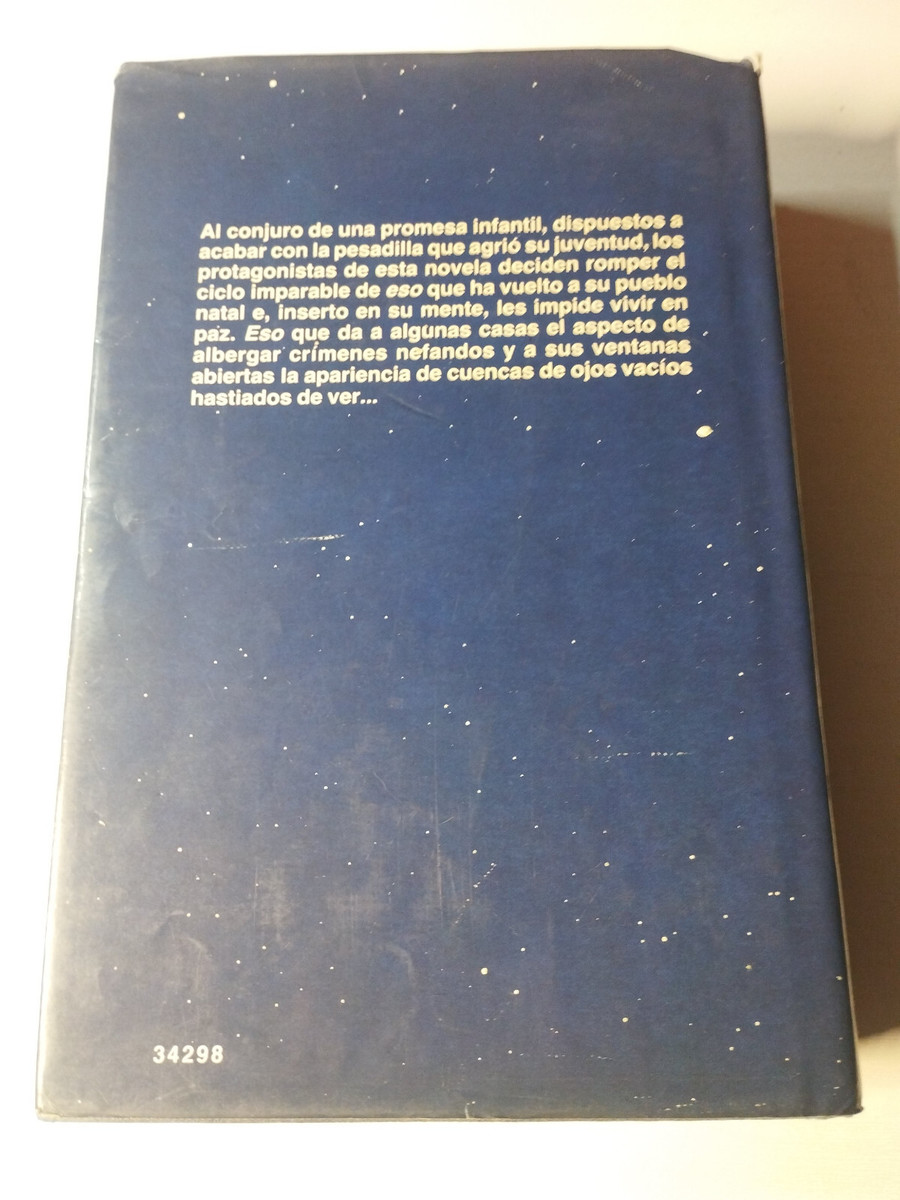 Al conjuro de una promesa infantil, dispuestos a
acabar con la pesadilla que agrió su juventud, los
protagonistas de esta novela deciden romper el
ciclo imparable de eso que ha vuelto a su pueblo
natal e, inserto en su mente, les impide vivir en
paz. Eso que da a algunas casas el aspecto de
albergar crímenes nefandos y a sus ventanas
abiertas la apariencia de cuencas de ojos vacíos
hastiados de ver...
34298